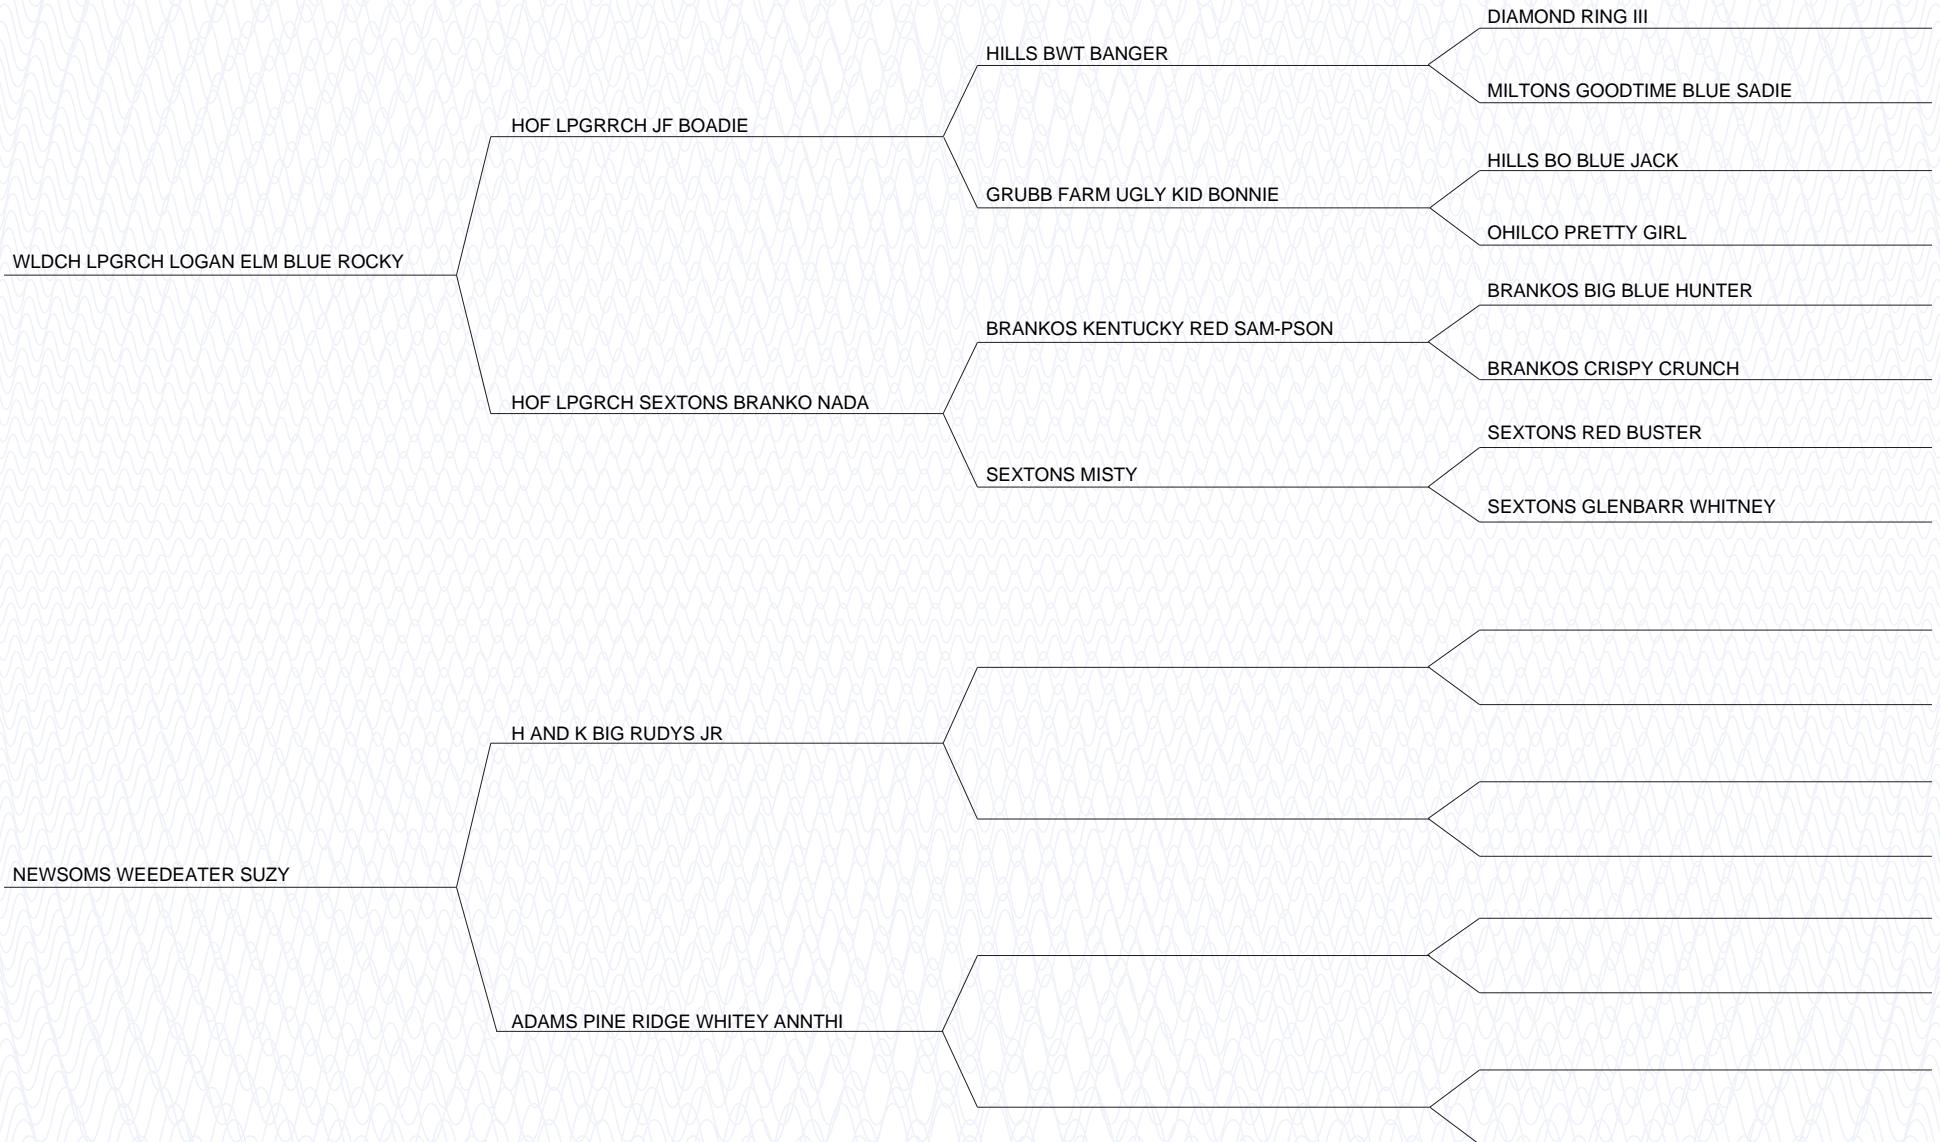 DIAMOND RING III
HILLS BWT BANGER
MILTONS GOODTIME BLUE SADIE
HOF LPGRRCH JF BOADIE
HILLS BO BLUE JACK
GRUBB FARM UGLY KID BONNIE
OHILCO PRETTY GIRL
WLDCH LPGRCH LOGAN ELM BLUE ROCKY
BRANKOS BIG BLUE HUNTER
BRANKOS KENTUCKY RED SAM-PSON
BRANKOS CRISPY CRUNCH
HOF LPGRCH SEXTONS BRANKO NADA
SEXTONS RED BUSTER
SEXTONS MISTY
SEXTONS GLENBARR WHITNEY
H AND K BIG RUDYS JR
NEWSOMS WEEDEATER SUZY
ADAMS PINE RIDGE WHITEY ANNTHI